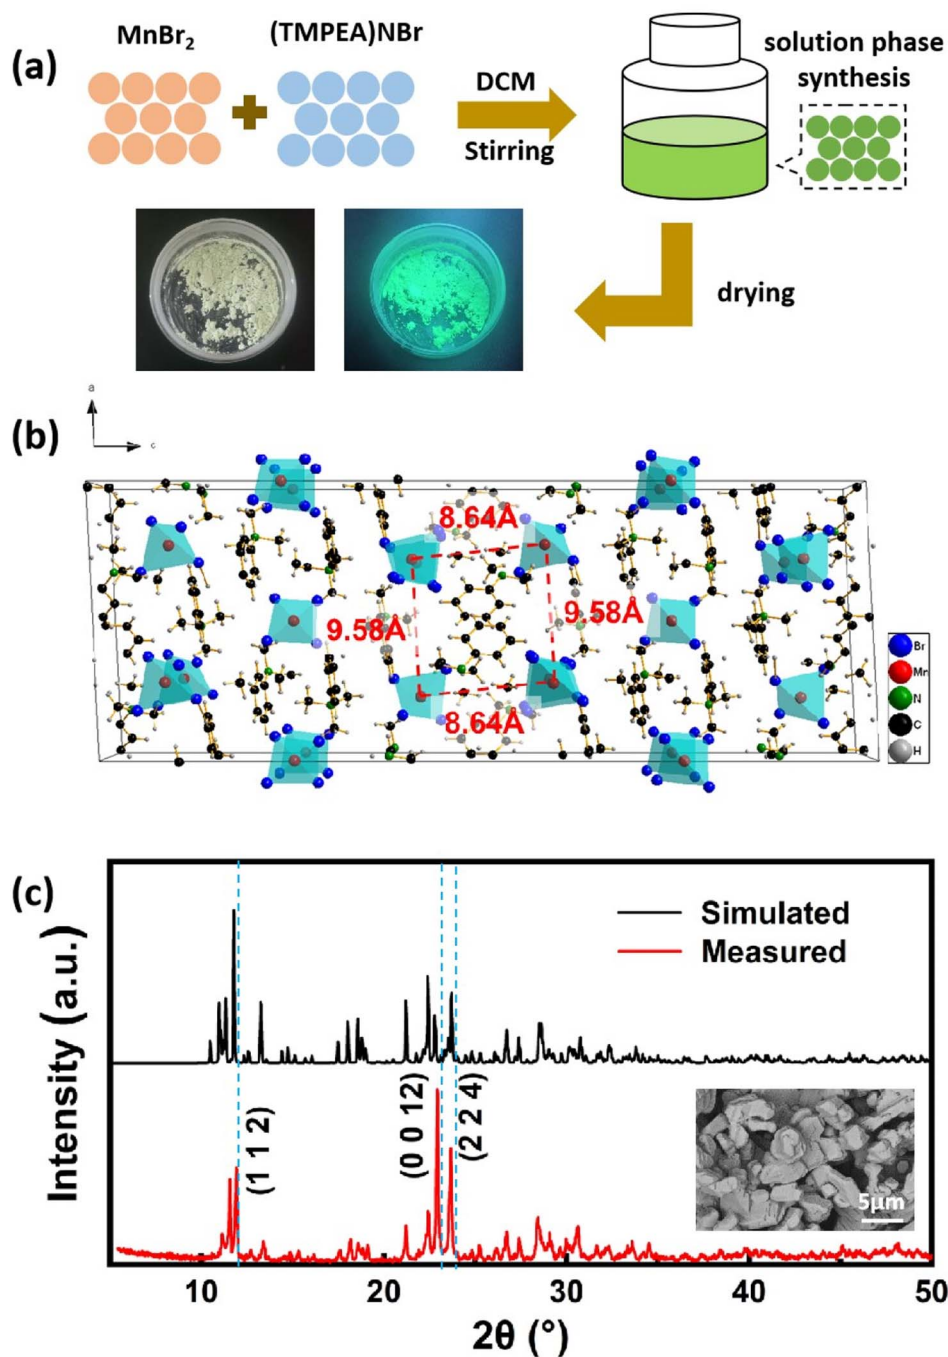 (a)
MnBr₂
(TMPEA)NBr
DCM
Stirring
solution phase
synthesis
drying
(b)
a
c
8.64Å
9.58Å
9.58Å
8.64Å
Br
Mn
N
C
H
(c)
Intensity (a.u.)
Simulated
Measured
(1 1 2)
(0 0 12)
(2 2 4)
5μm
10
20
30
40
50
2θ (°)